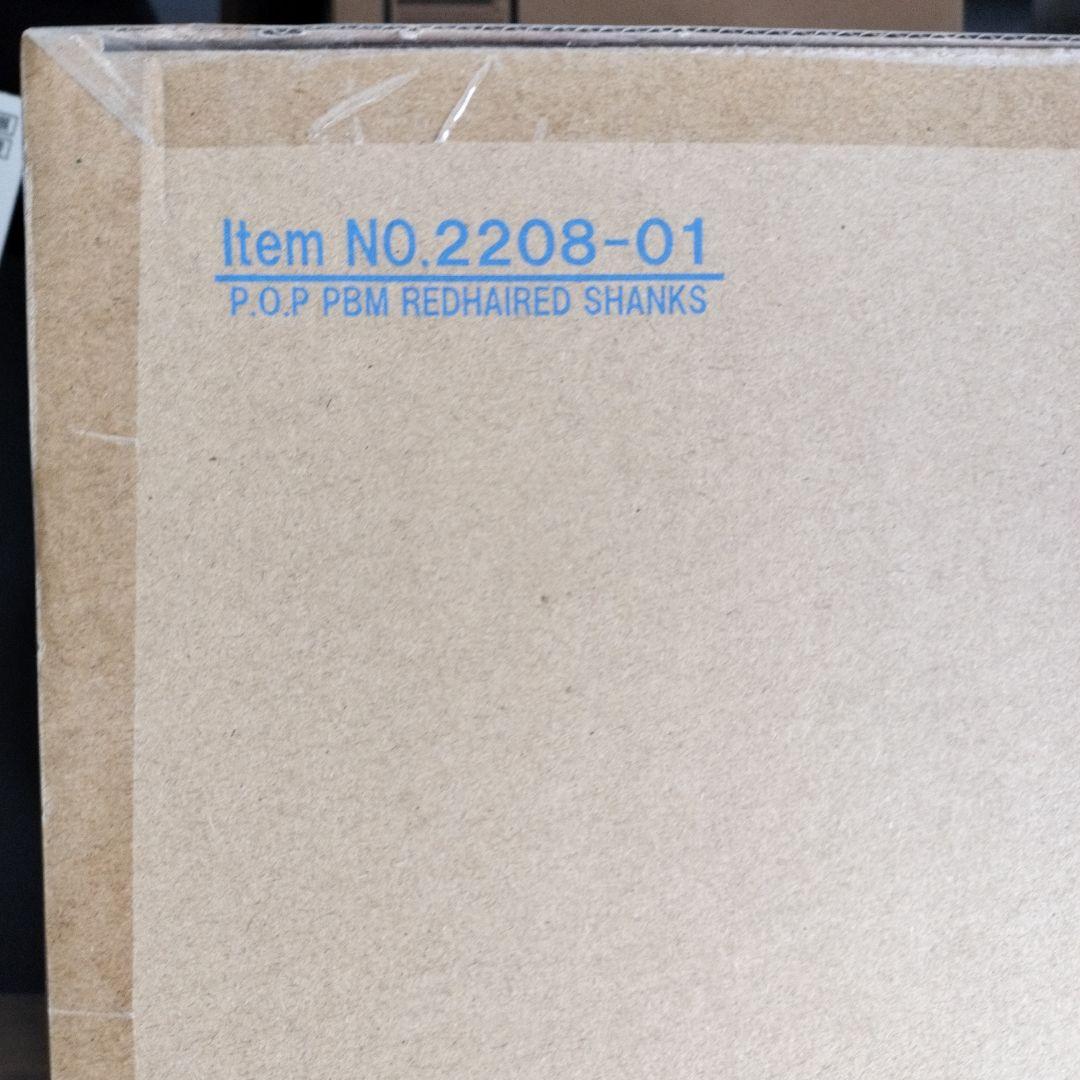 Item NO.2208-01
P.O.P PBM REDHAIRED SHANKS